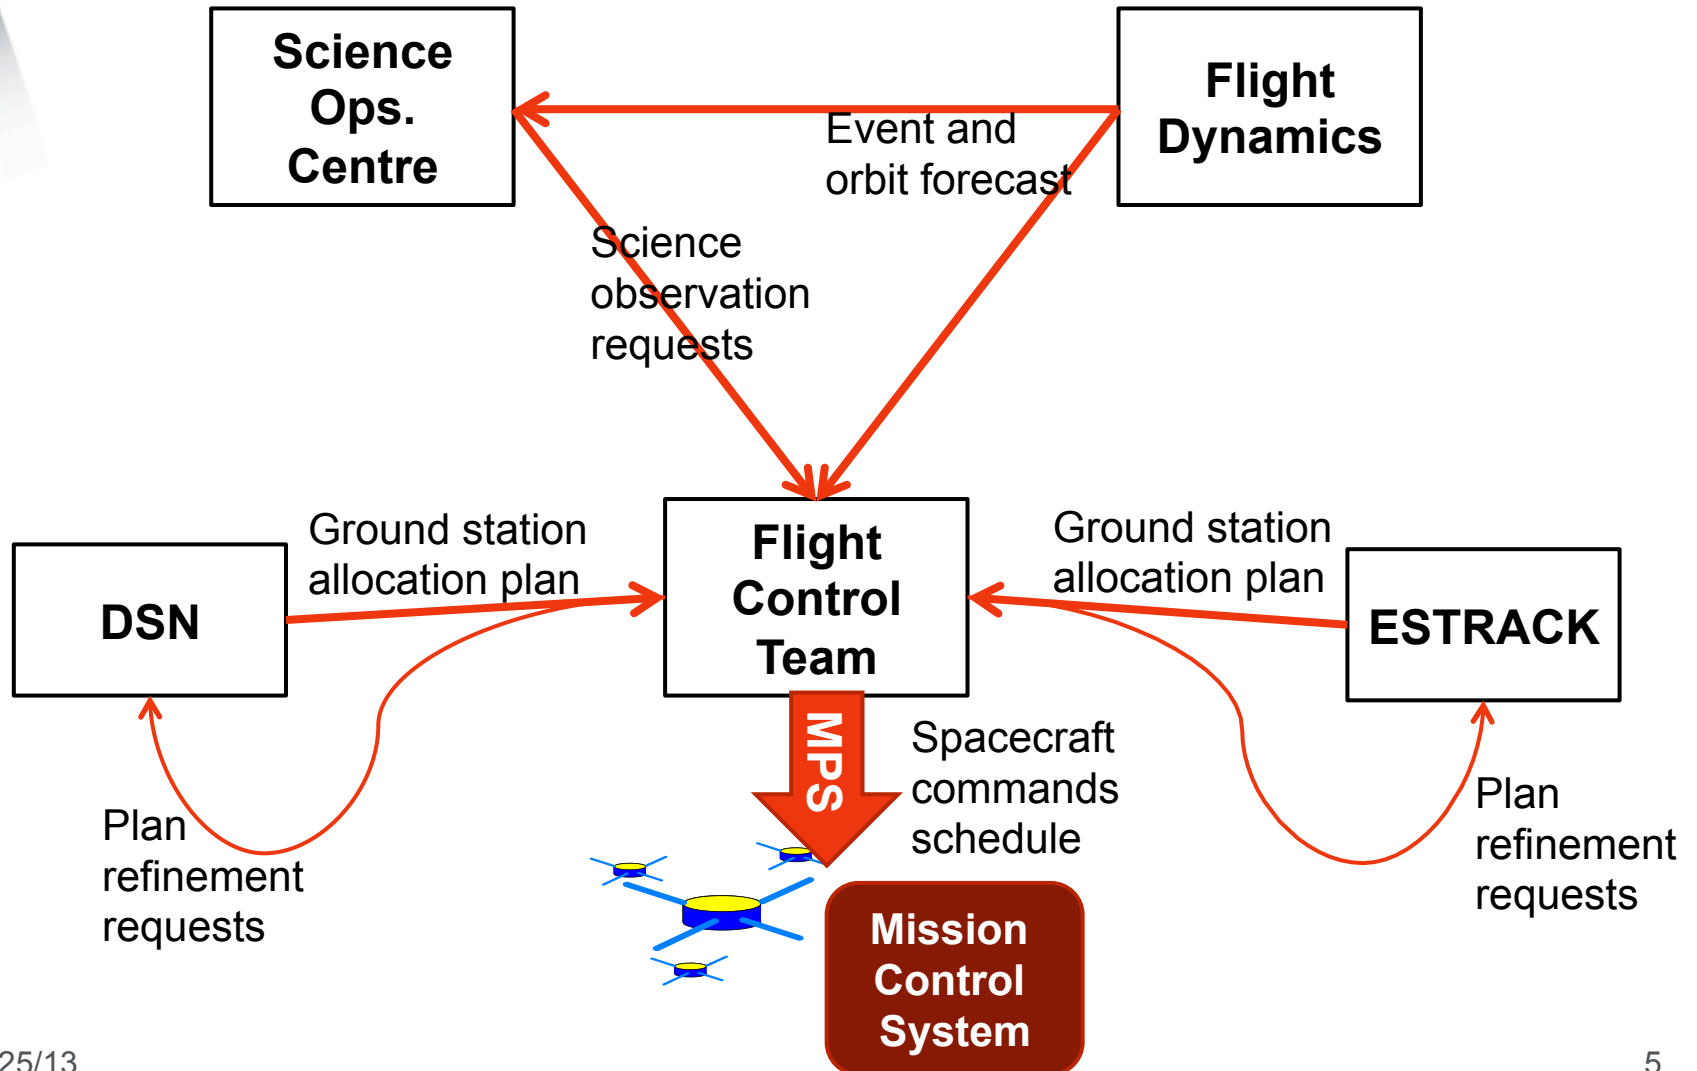 Science
Ops.
Centre
Flight
Dynamics
Event and
orbit forecast
Science
observation
requests
Ground station
allocation plan
Flight
Control
Team
Ground station
allocation plan
DSN
ESTRACK
MPS
Spacecraft
commands
schedule
Plan
refinement
requests
Plan
refinement
requests
Mission
Control
System
25/13
5